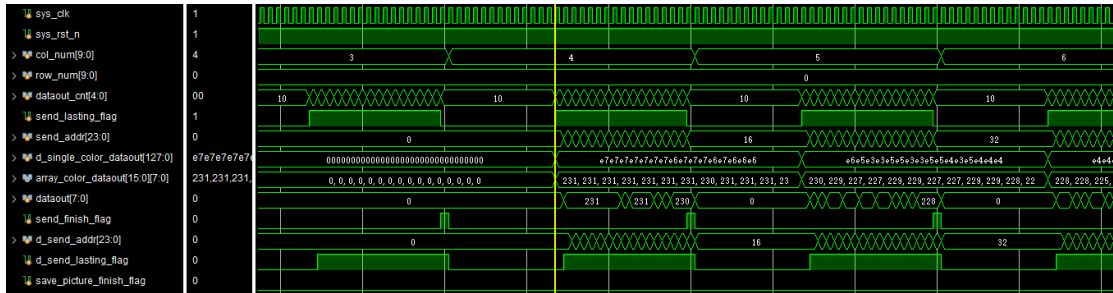 sys_clk 1
sys_rst_n 1
col_num[9:0] 4 3 4 5 6
row_num[9:0] 0 0
dataout_cnt[4:0] 00 10 10 10 10
send_lasting_flag 1
send_addr[23:0] 0 0 16 32
d_single_color_dataout[127:0] e7e7e7e7e 00000000000000000000000000000000 e7e7e7e7e7e7e6e7e7e7e6e7e6e6e6 e6e5e3e3e5e5e3e3e5e5e4e3e5e4e4e4 e4e4
array_color_dataout[15:0][7:0] 231,231,231, 0, 0, 0, 0, 0, 0, 0, 0, 0, 0, 0, 0, 0, 0, 0, 0 231, 231, 231, 231, 231, 231, 231, 230, 231, 231, 231, 23 230, 229, 227, 227, 229, 229, 227, 227, 229, 229, 228, 22 228, 228, 225,
dataout[7:0] 0 0 231 231 230 0 228 0
send_finish_flag 0
d_send_addr[23:0] 0 0 16 32
d_send_lasting_flag 0
save_picture_finish_flag 0